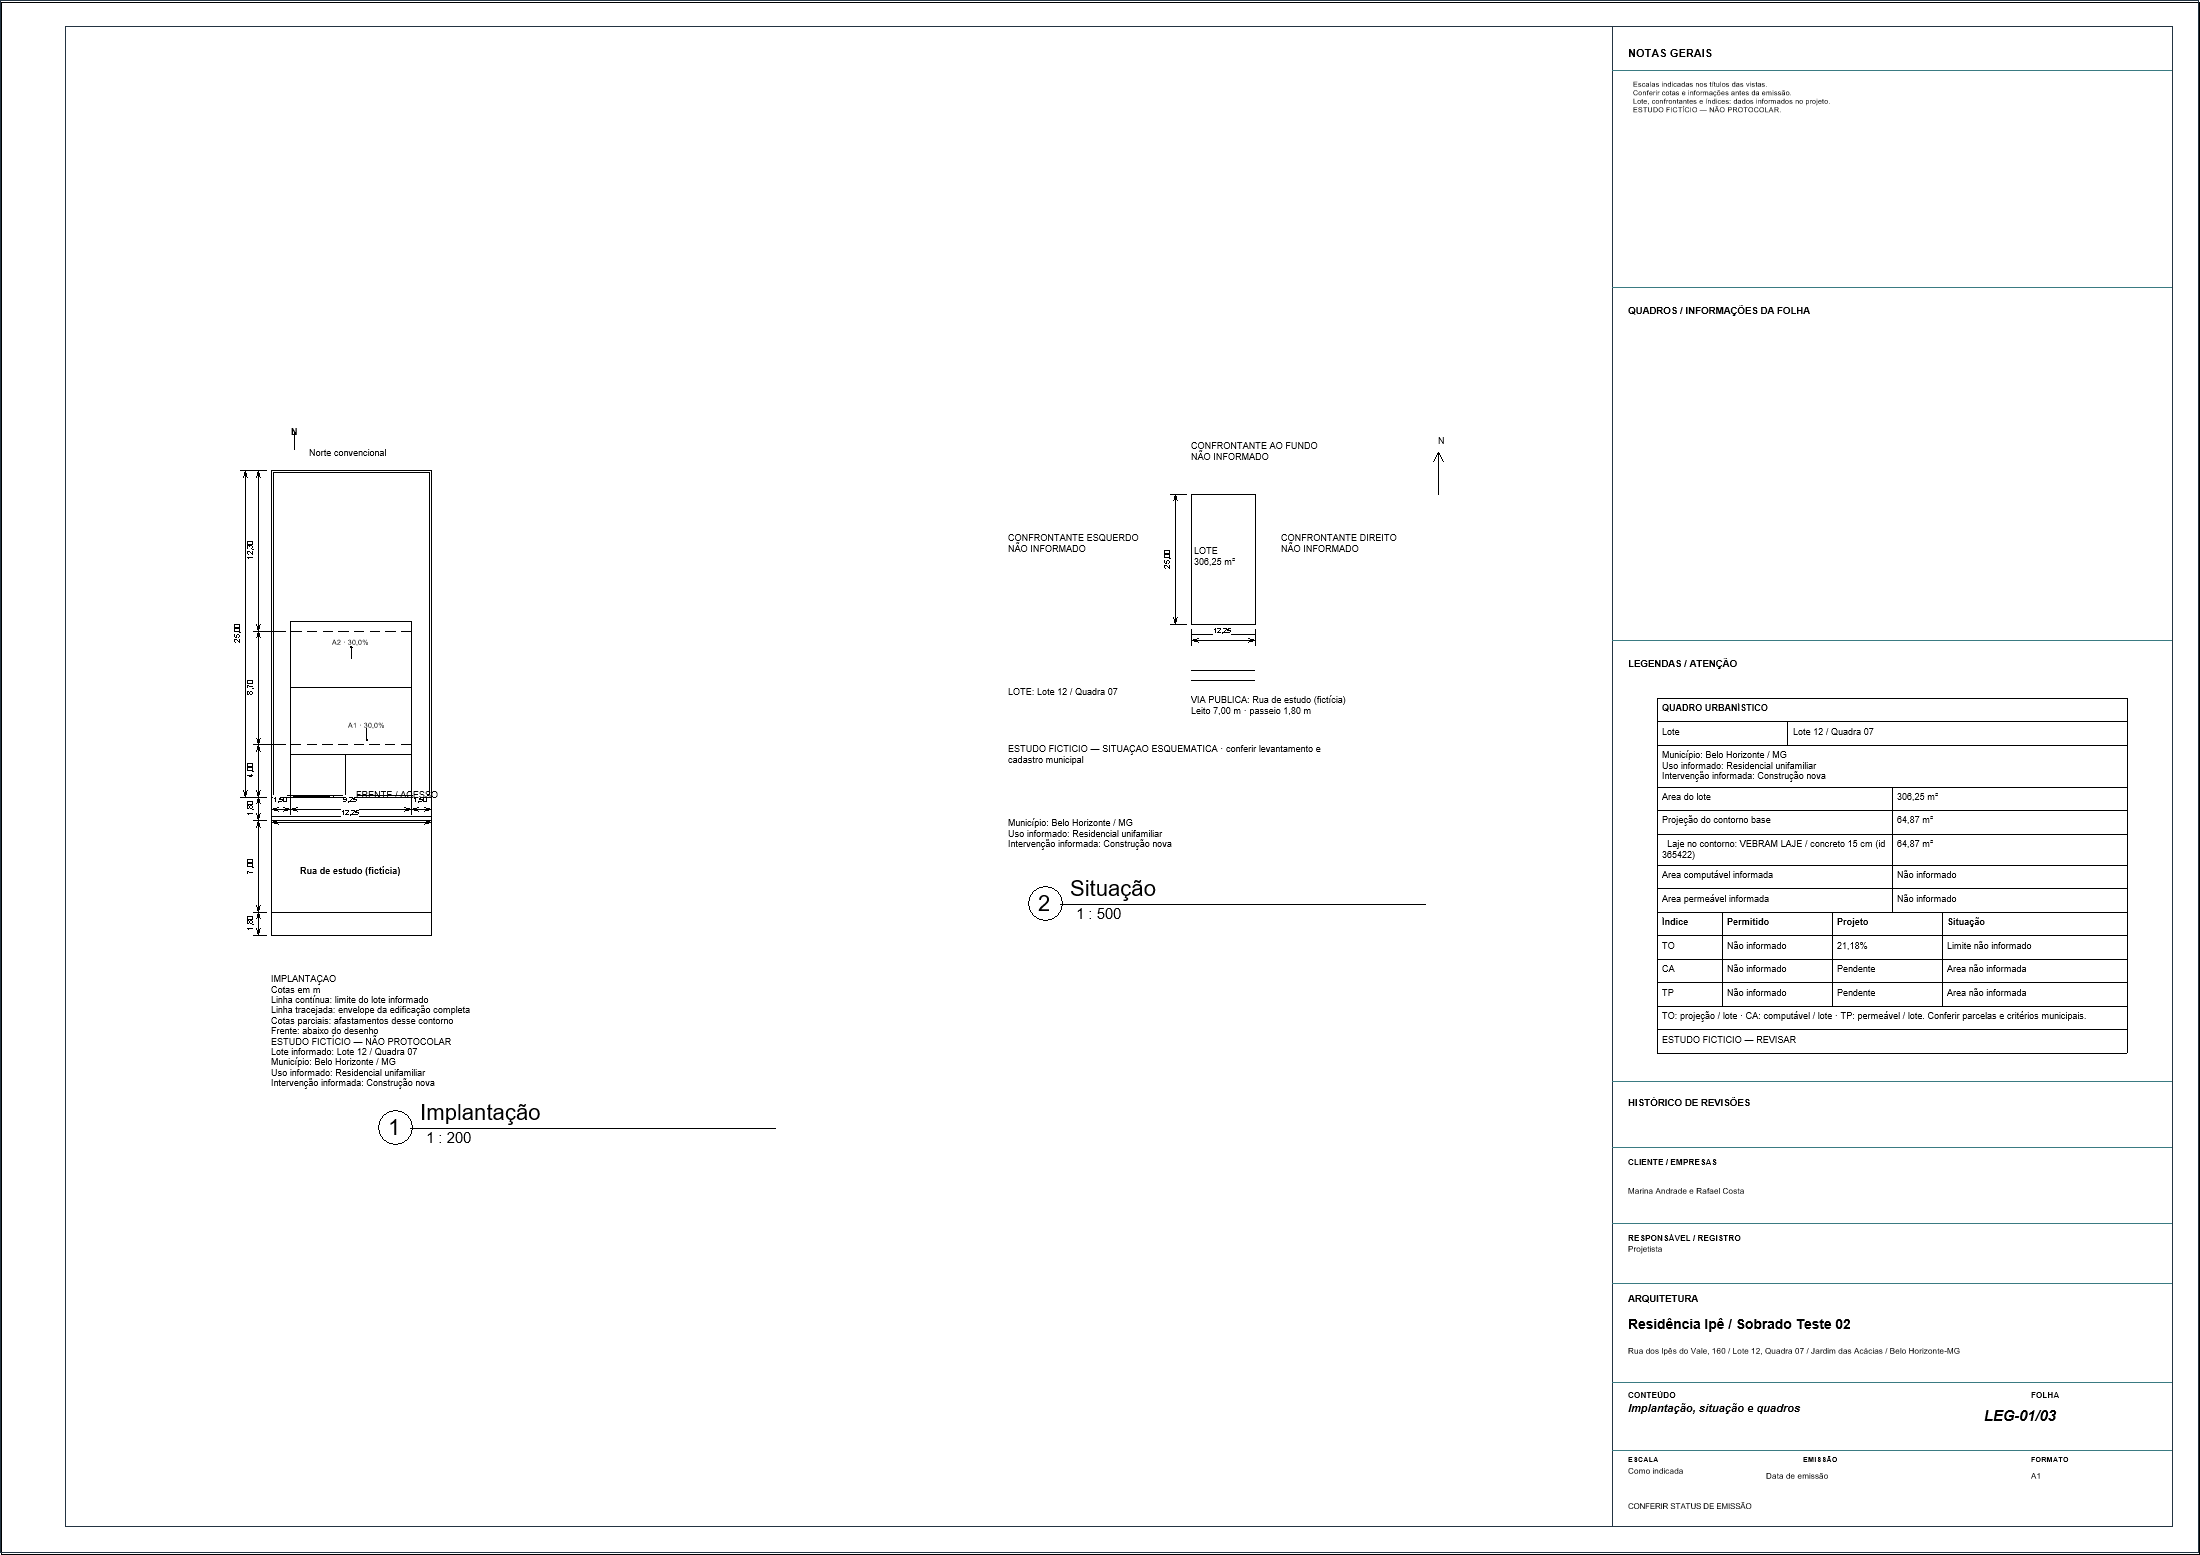 N
Norte convencional
12,30
25,00
8,70
A2 · 30,0%
A1 · 30,0%
4,00
FRENTE / ACESSO
1,50
9,25
1,50
1,80
12,25
7,00
Rua de estudo (fictícia)
1,80
IMPLANTAÇAO
Cotas em m
Linha contínua: limite do lote informado
Linha tracejada: envelope da edificação completa
Cotas parciais: afastamentos desse contorno
Frente: abaixo do desenho
ESTUDO FICTÍCIO — NÃO PROTOCOLAR
Lote informado: Lote 12 / Quadra 07
Município: Belo Horizonte / MG
Uso informado: Residencial unifamiliar
Intervenção informada: Construção nova
1
Implantação
1 : 200
CONFRONTANTE AO FUNDO
NÃO INFORMADO
N
CONFRONTANTE ESQUERDO
NÃO INFORMADO
25,00
LOTE
306,25 m²
CONFRONTANTE DIREITO
NÃO INFORMADO
12,25
LOTE: Lote 12 / Quadra 07
VIA PUBLICA: Rua de estudo (fictícia)
Leito 7,00 m · passeio 1,80 m
ESTUDO FICTICIO — SITUAÇAO ESQUEMATICA · conferir levantamento e
cadastro municipal
Município: Belo Horizonte / MG
Uso informado: Residencial unifamiliar
Intervenção informada: Construção nova
2
Situação
1 : 500
NOTAS GERAIS
Escalas indicadas nos títulos das vistas.
Conferir cotas e informações antes da emissão.
Lote, confrontantes e índices: dados informados no projeto.
ESTUDO FICTÍCIO — NÃO PROTOCOLAR.
QUADROS / INFORMAÇÕES DA FOLHA
LEGENDAS / ATENÇÃO
QUADRO URBANÍSTICO
Lote Lote 12 / Quadra 07
Município: Belo Horizonte / MG
Uso informado: Residencial unifamiliar
Intervenção informada: Construção nova
Area do lote 306,25 m²
Projeção do contorno base 64,87 m²
Laje no contorno: VEBRAM LAJE / concreto 15 cm (id 64,87 m²
365422)
Area computável informada Não informado
Area permeável informada Não informado
Indice Permitido Projeto Situação
TO Não informado 21,18% Limite não informado
CA Não informado Pendente Area não informada
TP Não informado Pendente Area não informada
TO: projeção / lote · CA: computável / lote · TP: permeável / lote. Conferir parcelas e critérios municipais.
ESTUDO FICTICIO — REVISAR
HISTÓRICO DE REVISÕES
CLIENTE / EMPRESAS
Marina Andrade e Rafael Costa
RESPONSÁVEL / REGISTRO
Projetista
ARQUITETURA
Residência Ipê / Sobrado Teste 02
Rua dos Ipês do Vale, 160 / Lote 12, Quadra 07 / Jardim das Acácias / Belo Horizonte-MG
CONTEÚDO FOLHA
Implantação, situação e quadros LEG-01/03
ESCALA EMISSÃO FORMATO
Como indicada Data de emissão A1
CONFERIR STATUS DE EMISSÃO